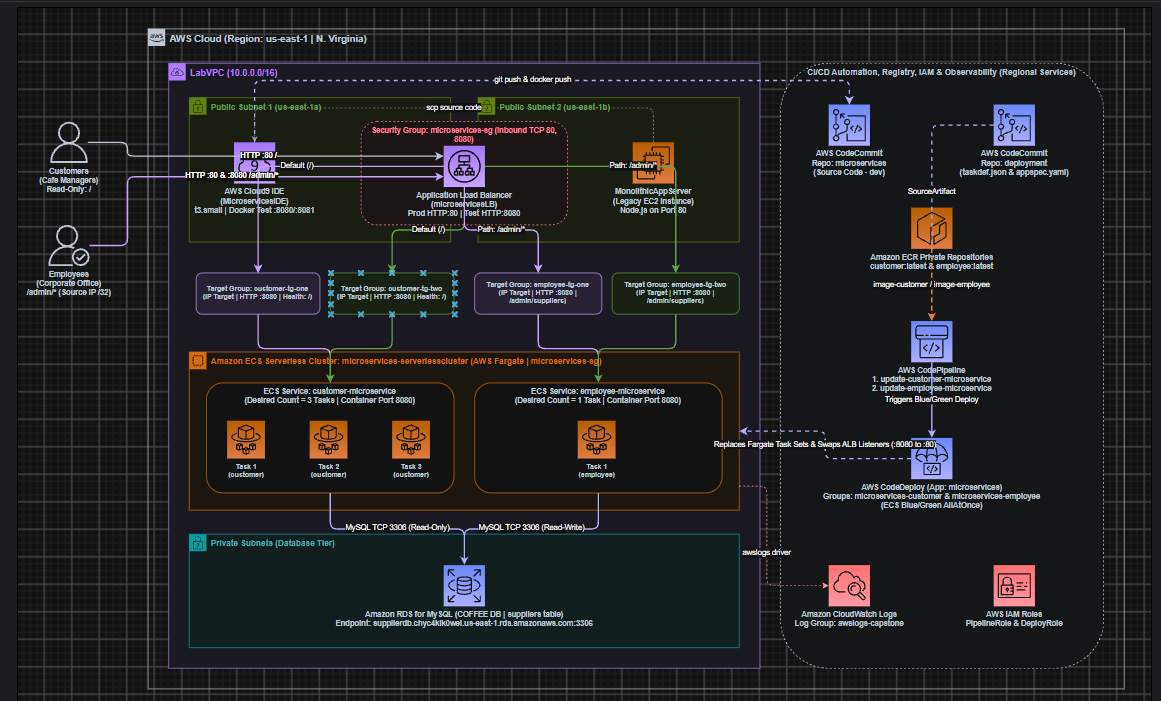 aws
AWS Cloud (Region: us-east-1 | N. Virginia)
LabVPC (10.0.0.0/16)
CI/CD Automation, Registry, IAM & Observability (Regional Services)
git push & docker push
Public Subnet 1 (us-east-1a)
scp source code
Public Subnet 2 (us-east-1b)
Security Group: microservices-sg (Inbound TCP 80,
8080)
Customers
(Cafe Managers)
Read-Only: /
HTTP :80 /
Default (/)
HTTP :80 & :8080 /admin/*
Path: /admin/*
AWS Cloud9 IDE
(MicroservicesIDE)
t3.small | Docker Test :8080/:8081
Application Load Balancer
(microservicesLB)
Prod HTTP:80 | Test HTTP:8080
MonolithicAppServer
(Legacy EC2 Instance)
Node.js on Port 80
AWS CodeCommit
Repo: microservices
(Source Code - dev)
AWS CodeCommit
Repo: deployment
(taskdef.json & appspec.yaml)
SourceArtifact
Default (/)
Path: /admin/*
Employees
(Corporate Office)
/admin/* (Source IP /32)
Amazon ECR Private Repositories
customer:latest & employee:latest
image-customer / image-employee
Target Group: customer-tg-one
(IP Target | HTTP :8080 | Health: /)
Target Group: customer-tg-two
(IP Target | HTTP :8080 | Health: /)
Target Group: employee-tg-one
(IP Target | HTTP :8080 |
/admin/suppliers)
Target Group: employee-tg-two
(IP Target | HTTP :8080 |
/admin/suppliers)
Amazon ECS Serverless Cluster: microservices-serverlesscluster (AWS Fargate | microservices-sg)
AWS CodePipeline
1. update-customer-microservice
2. update-employee-microservice
Triggers Blue/Green Deploy
ECS Service: customer-microservice
(Desired Count = 3 Tasks | Container Port 8080)
ECS Service: employee-microservice
(Desired Count = 1 Task | Container Port 8080)
Task 1
(customer)
Task 2
(customer)
Task 3
(customer)
Task 1
(employee)
Replaces Fargate Task Sets & Swaps ALB Listeners (:8080 to :80)
AWS CodeDeploy (App: microservices)
Groups: microservices-customer & microservices-employee
(ECS Blue/Green AllAtOnce)
MySQL TCP 3306 (Read-Only)
MySQL TCP 3306 (Read-Write)
Private Subnets (Database Tier)
awslogs driver
Amazon RDS for MySQL (COFFEE DB | suppliers table)
Endpoint: supplierdb.chyc4kik0wei.us-east-1.rds.amazonaws.com:3306
Amazon CloudWatch Logs
Log Group: awslogs-capstone
AWS IAM Roles
PipelineRole & DeployRole